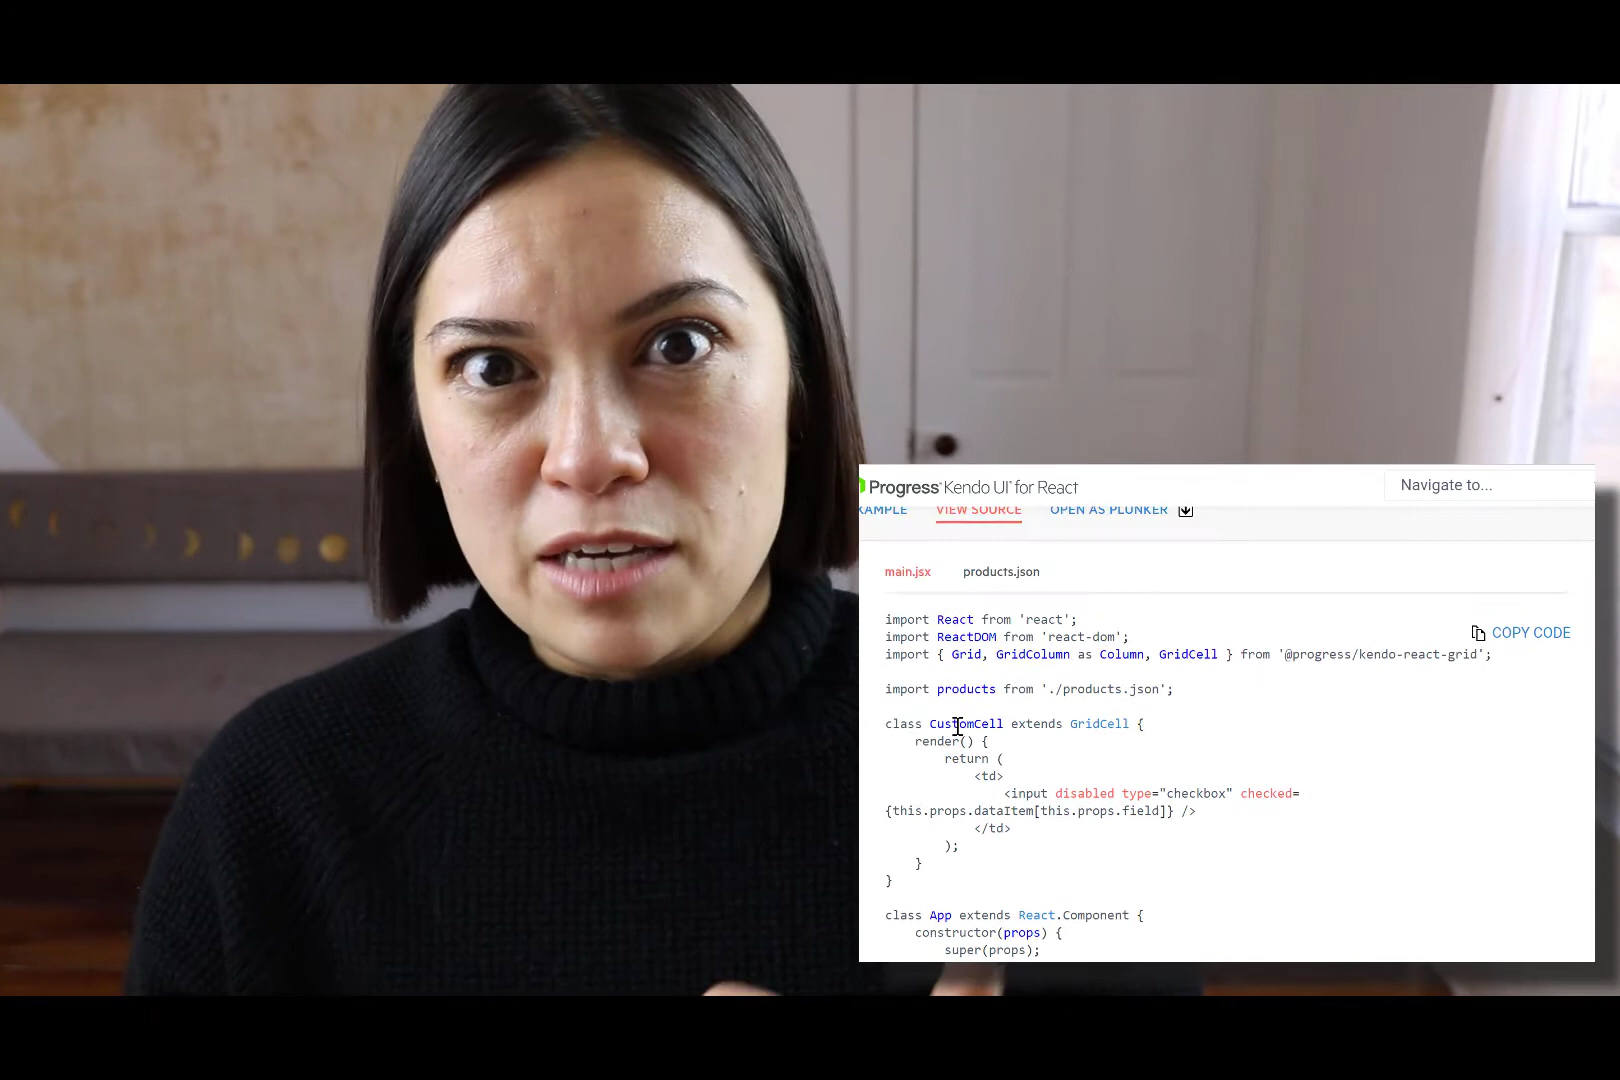 Progress Kendo UI for React
Navigate to...
XAMPLE VIEW SOURCE OPEN AS PLUNKER
main.jsx products.json
COPY CODE
import React from 'react';
import ReactDOM from 'react-dom';
import { Grid, GridColumn as Column, GridCell } from '@progress/kendo-react-grid';
import products from './products.json';
class CustomCell extends GridCell {
render() {
return (
<td>
<input disabled type="checkbox" checked=
{this.props.dataItem[this.props.field]} />
</td>
);
}
}
class App extends React.Component {
constructor(props) {
super(props);